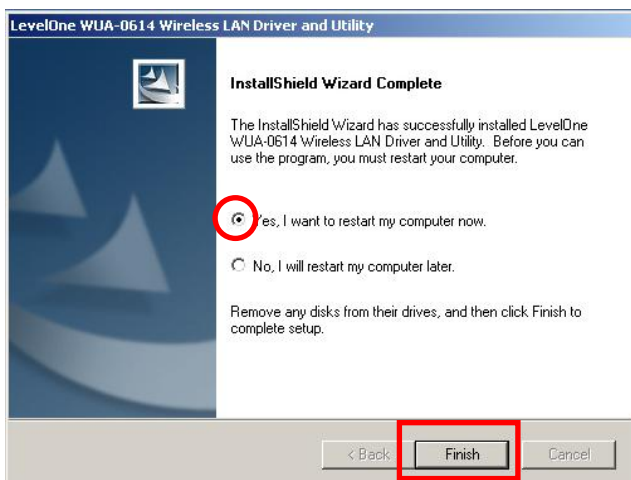 LevelOne WUA-0614 Wireless LAN Driver and Utility
InstallShield Wizard Complete
The InstallShield Wizard has successfully installed LevelOne
WUA-0614 Wireless LAN Driver and Utility. Before you can
use the program, you must restart your computer.
Yes, I want to restart my computer now.
No, I will restart my computer later.
Remove any disks from their drives, and then click Finish to
complete setup.
< Back Finish Cancel